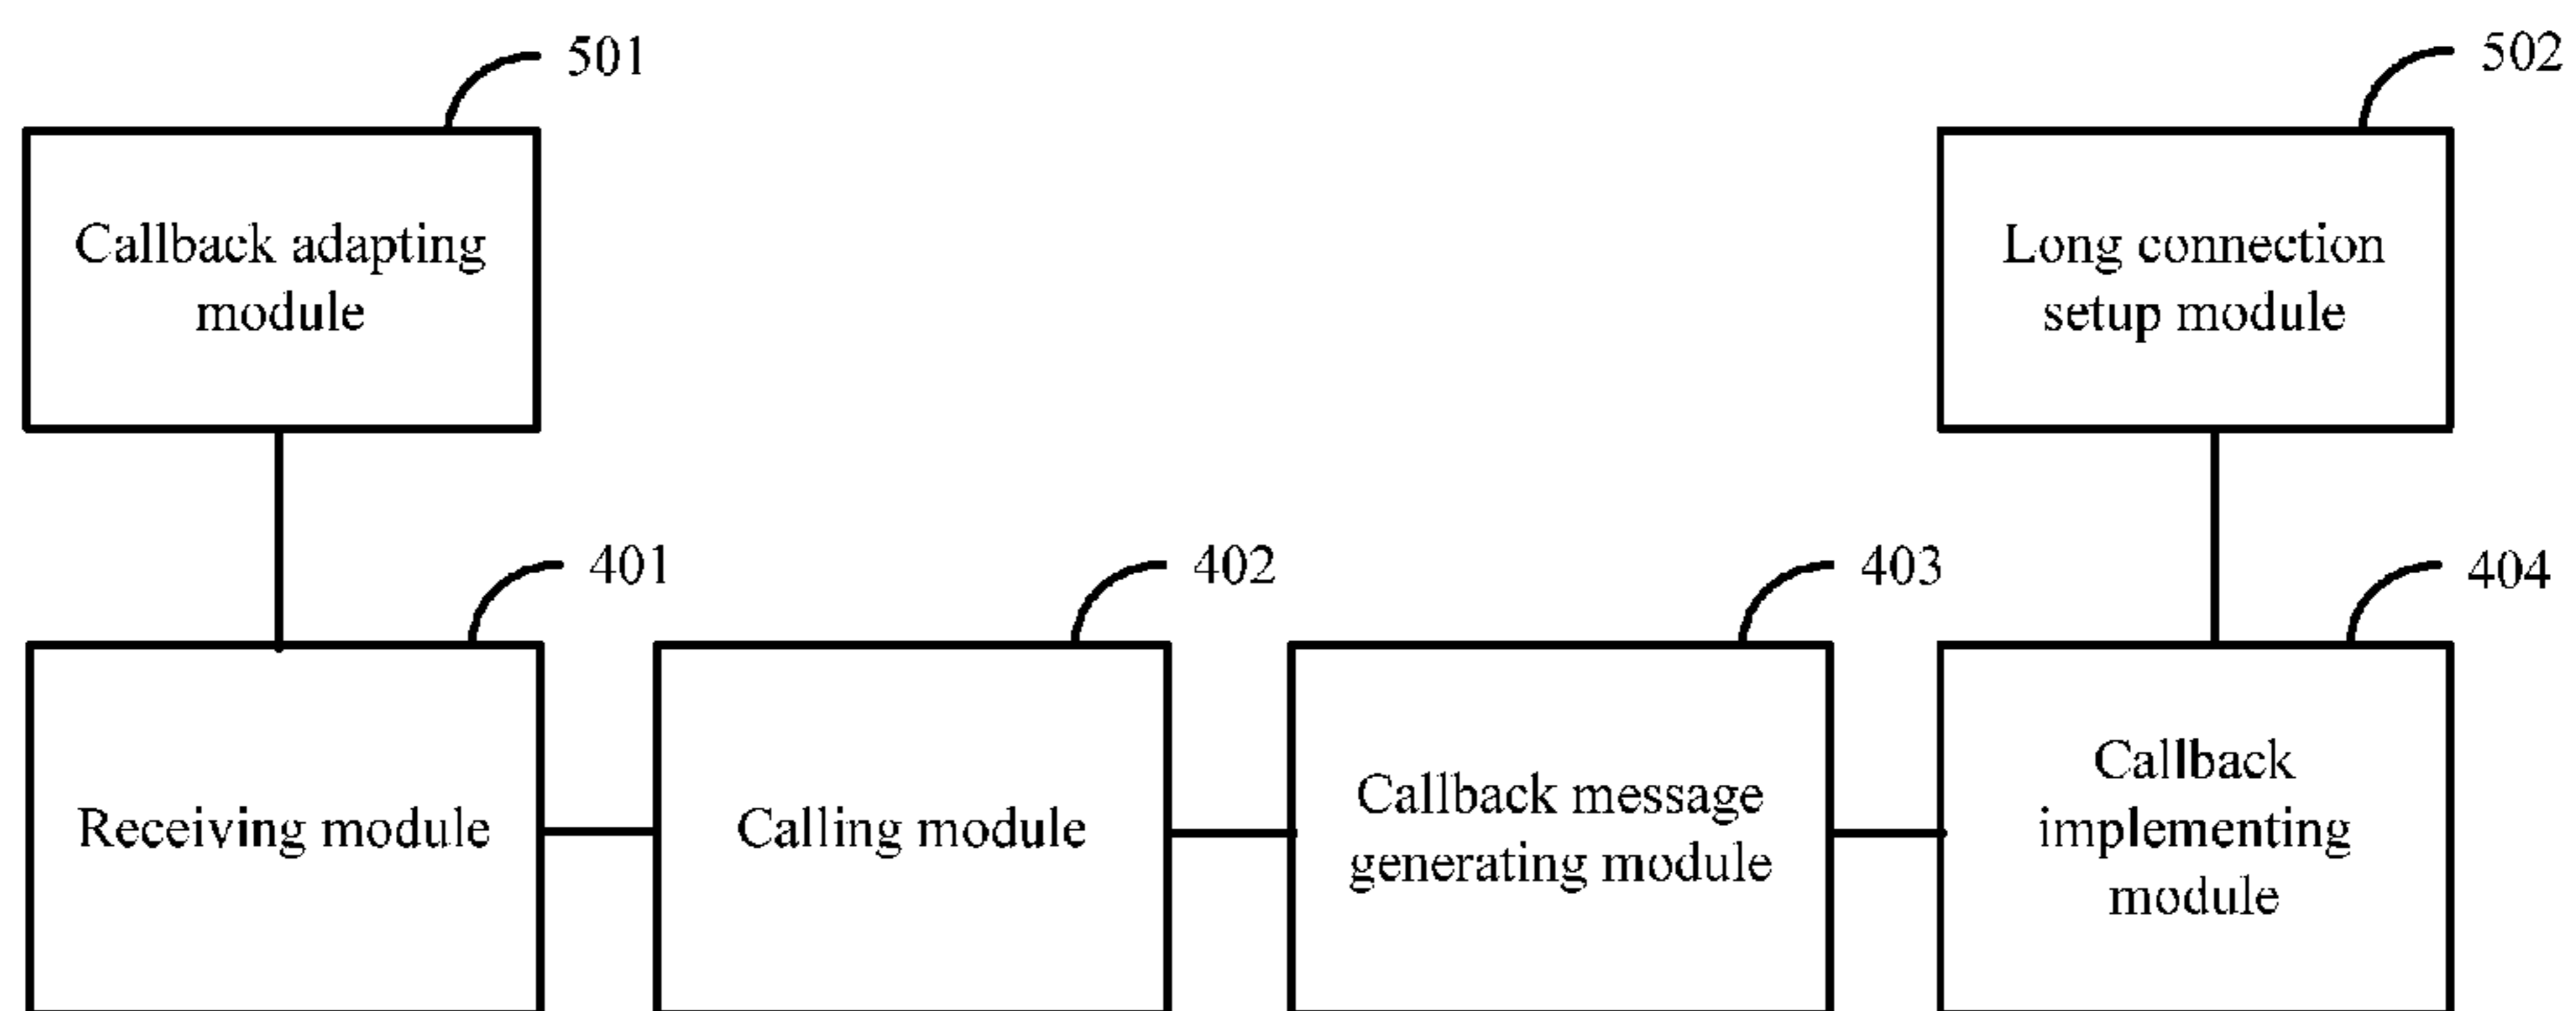 501
502
Callback adapting
module
Long connection
setup module
401
402
403
404
Receiving module
Calling module
Callback message
generating module
Callback
implementing
module